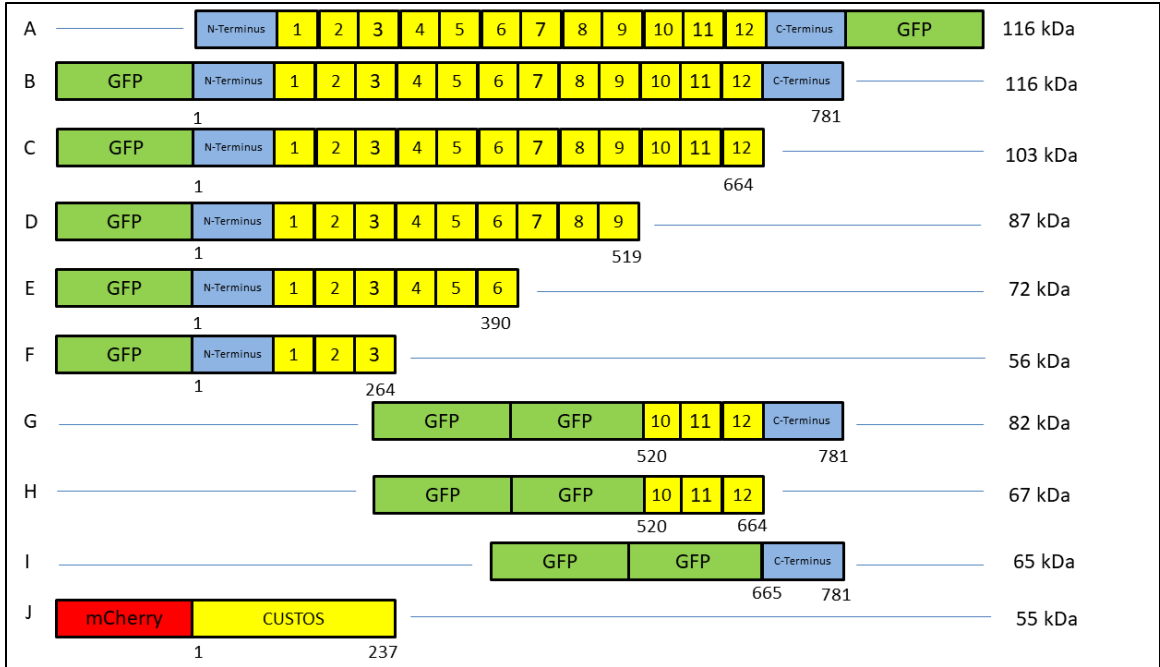 A N-Terminus 1 2 3 4 5 6 7 8 9 10 11 12 C-Terminus GFP 116 kDa
B GFP N-Terminus 1 2 3 4 5 6 7 8 9 10 11 12 C-Terminus 116 kDa
1 781
C GFP N-Terminus 1 2 3 4 5 6 7 8 9 10 11 12 103 kDa
1 664
D GFP N-Terminus 1 2 3 4 5 6 7 8 9 87 kDa
1 519
E GFP N-Terminus 1 2 3 4 5 6 72 kDa
1 390
F GFP N-Terminus 1 2 3 56 kDa
1 264
G GFP GFP 10 11 12 C-Terminus 82 kDa
520 781
H GFP GFP 10 11 12 67 kDa
520 664
I GFP GFP C-Terminus 65 kDa
665 781
J mCherry CUSTOS 55 kDa
1 237